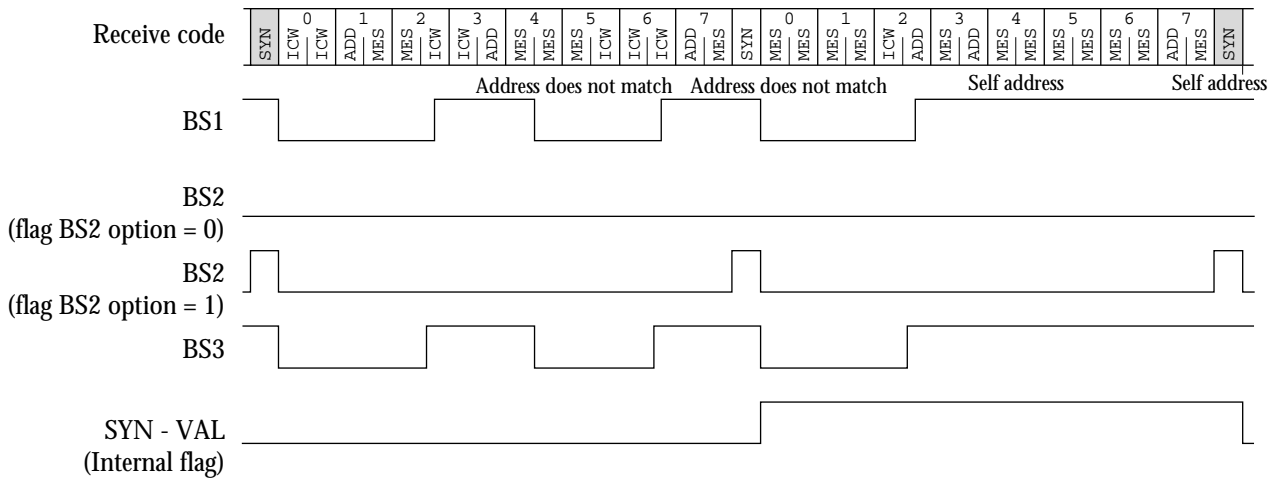 0 1 2 3 4 5 6 7 0 1 2 3 4 5 6 7
Receive code SYN ICW ICW ADD MES MES ICW ICW ADD MES MES MES ICW ICW ICW ADD MES SYN MES MES MES MES ICW ADD MES ADD MES MES MES MES MES MES ADD MES SYN
Address does not match Address does not match Self address Self address
BS1
BS2
(flag BS2 option = 0)
BS2
(flag BS2 option = 1)
BS3
SYN - VAL
(Internal flag)